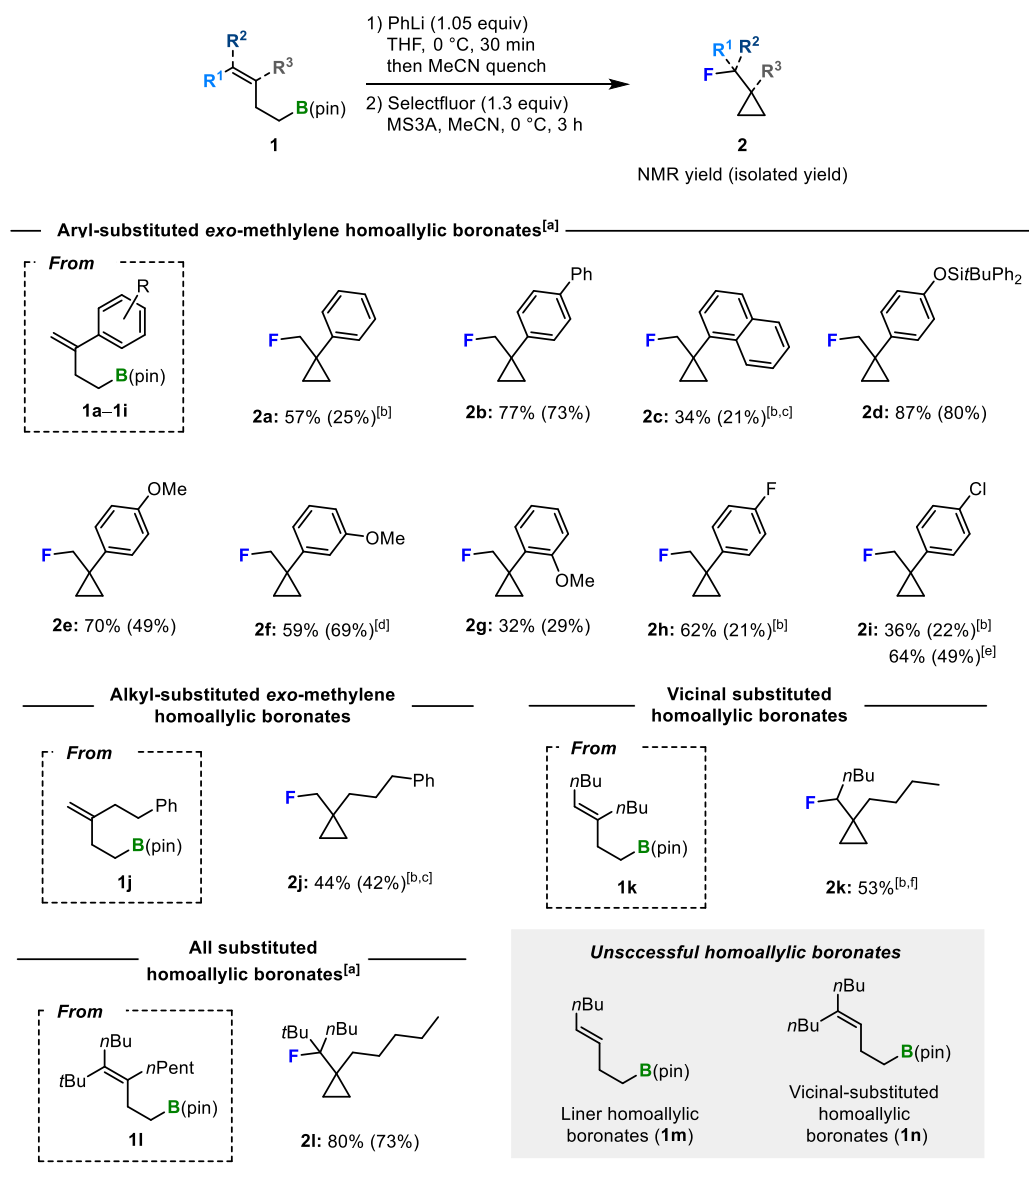 R2
R1
R3
B(pin)
1
1) PhLi (1.05 equiv)
THF, 0 °C, 30 min
then MeCN quench
2) Selectfluor (1.3 equiv)
MS3A, MeCN, 0 °C, 3 h
R1 R2
F
R3
2
NMR yield (isolated yield)
Aryl-substituted exo-methlylene homoallylic boronates[a]
From
R
B(pin)
1a–1i
F
2a: 57% (25%)[b]
Ph
F
2b: 77% (73%)
F
2c: 34% (21%)[b,c]
OSitBuPh2
F
2d: 87% (80%)
OMe
F
2e: 70% (49%)
F
OMe
2f: 59% (69%)[d]
F
OMe
2g: 32% (29%)
F
F
2h: 62% (21%)[b]
Cl
F
2i: 36% (22%)[b]
64% (49%)[e]
Alkyl-substituted exo-methylene
homoallylic boronates
From
Ph
B(pin)
1j
F
Ph
2j: 44% (42%)[b,c]
Vicinal substituted
homoallylic boronates
From
nBu
nBu
B(pin)
1k
nBu
F
2k: 53%[b,f]
All substituted
homoallylic boronates[a]
From
nBu
nPent
tBu
B(pin)
1l
tBu nBu
F
2l: 80% (73%)
Unsccessful homoallylic boronates
nBu
B(pin)
Liner homoallylic
boronates (1m)
nBu
nBu
B(pin)
Vicinal-substituted
homoallylic
boronates (1n)